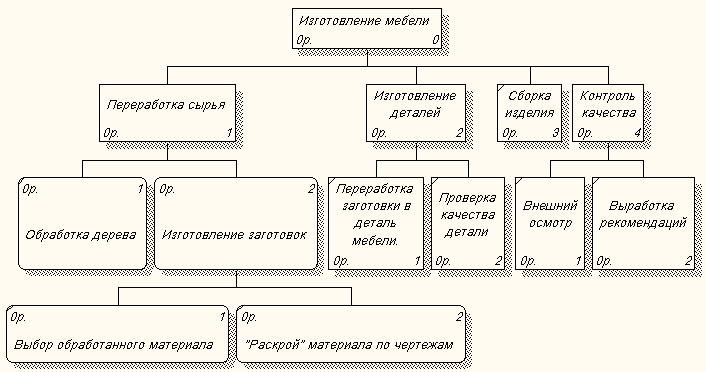 Изготовление мебели
0р. 0
Переработка сырья
0р. 1
Изготовление
деталей
0р. 2
Сборка
изделия
0р. 3
Контроль
качества
0р. 4
0р. 1
Обработка дерева
0р. 2
Изготовление заготовок
Переработка
заготовки в
деталь
мебели.
0р. 1
Проверка
качества
детали
0р. 2
Внешний
осмотр
0р. 1
Выработка
рекомендаций
0р. 2
0р. 1
Выбор обработанного материала
0р. 2
"Раскрой" материала по чертежам